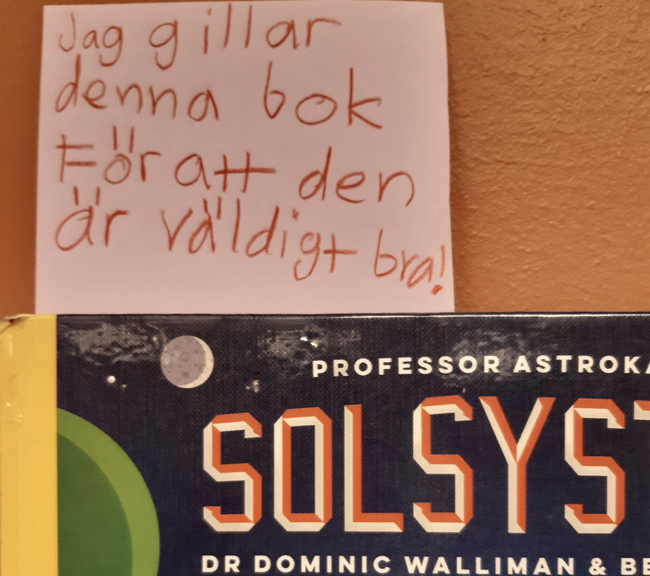 Jag gillar
denna bok
För att den
är väldigt bra!
PROFESSOR ASTROKA
SOLSYST
DR DOMINIC WALLIMAN & BE